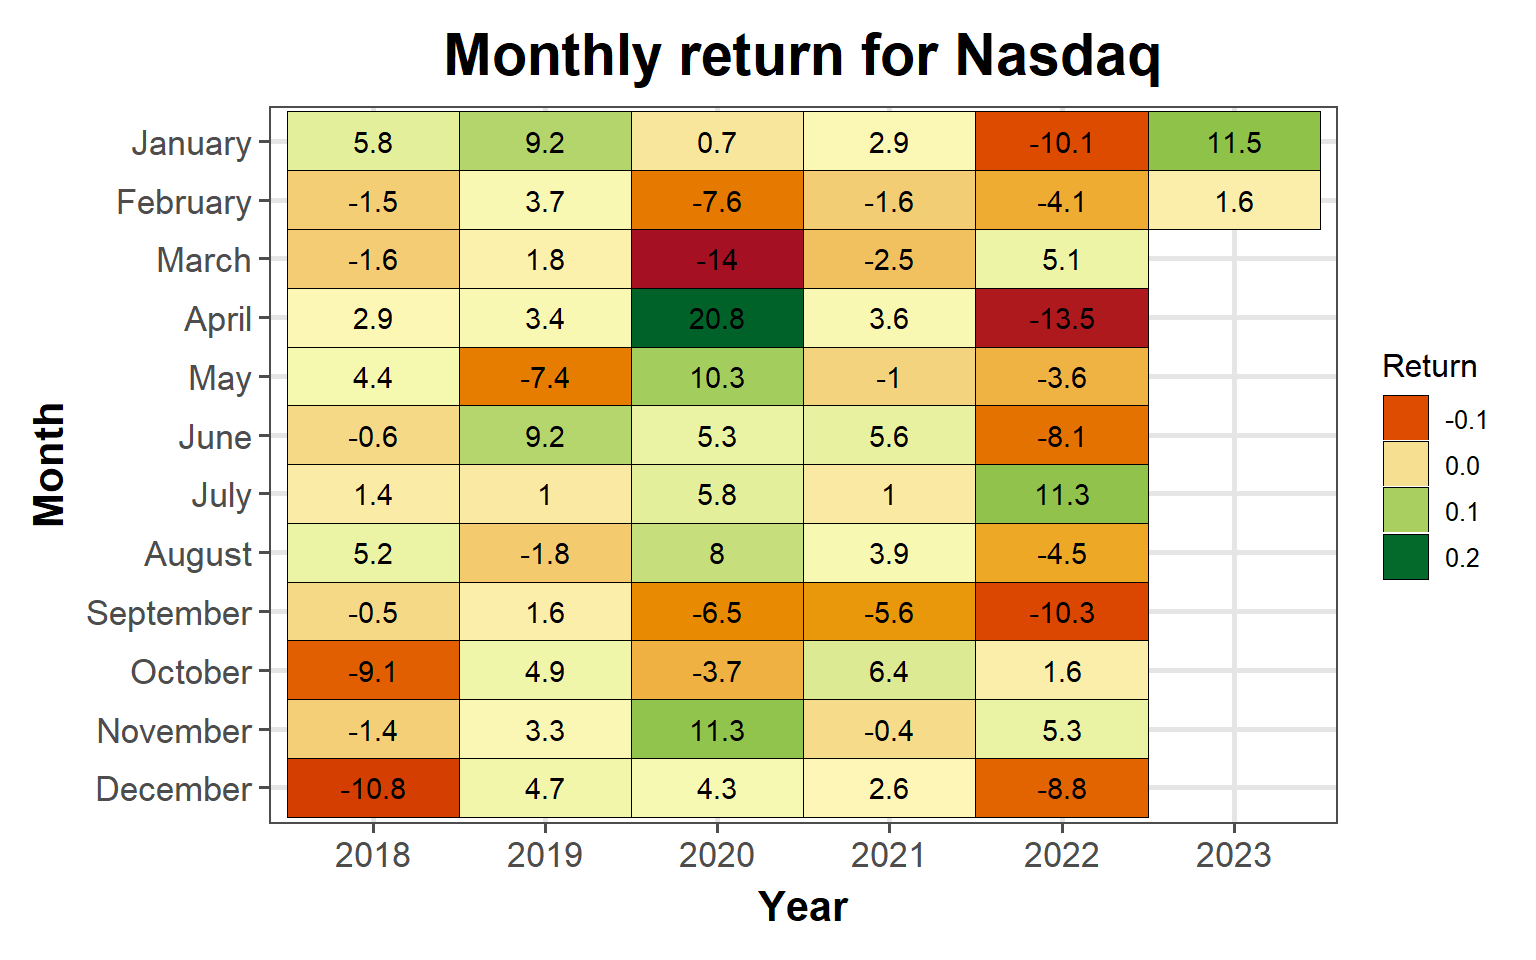 Monthly return for Nasdaq
January 5.8 9.2 0.7 2.9 -10.1 11.5
February -1.5 3.7 -7.6 -1.6 -4.1 1.6
March -1.6 1.8 -14 -2.5 5.1
April 2.9 3.4 20.8 3.6 -13.5
May 4.4 -7.4 10.3 -1 -3.6
June -0.6 9.2 5.3 5.6 -8.1
July 1.4 1 5.8 1 11.3
August 5.2 -1.8 8 3.9 -4.5
September -0.5 1.6 -6.5 -5.6 -10.3
October -9.1 4.9 -3.7 6.4 1.6
November -1.4 3.3 11.3 -0.4 5.3
December -10.8 4.7 4.3 2.6 -8.8
2018 2019 2020 2021 2022 2023
Year
Month
Return
-0.1
0.0
0.1
0.2